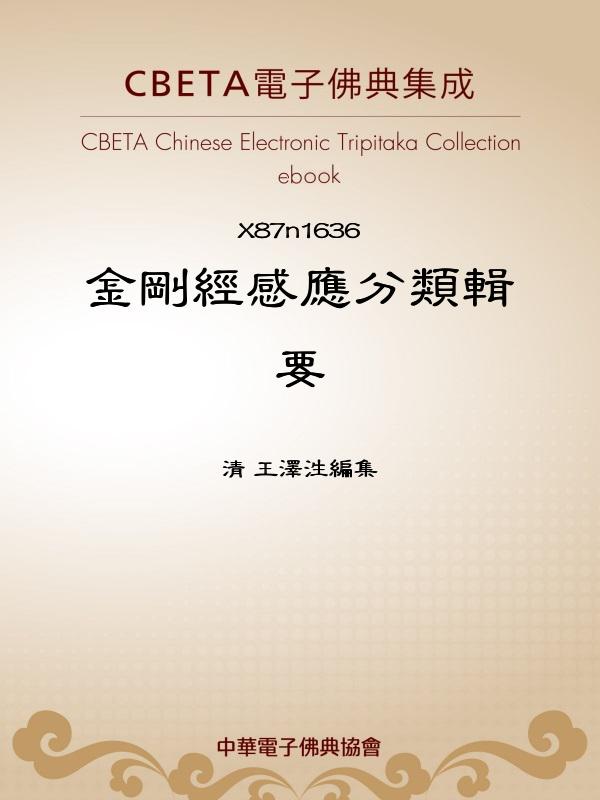 CBETA電子佛典集成
CBETA Chinese Electronic Tripitaka Collection
ebook
X87n1636
金剛經感應分類輯
要
清 王澤泩編集
中華電子佛典協會